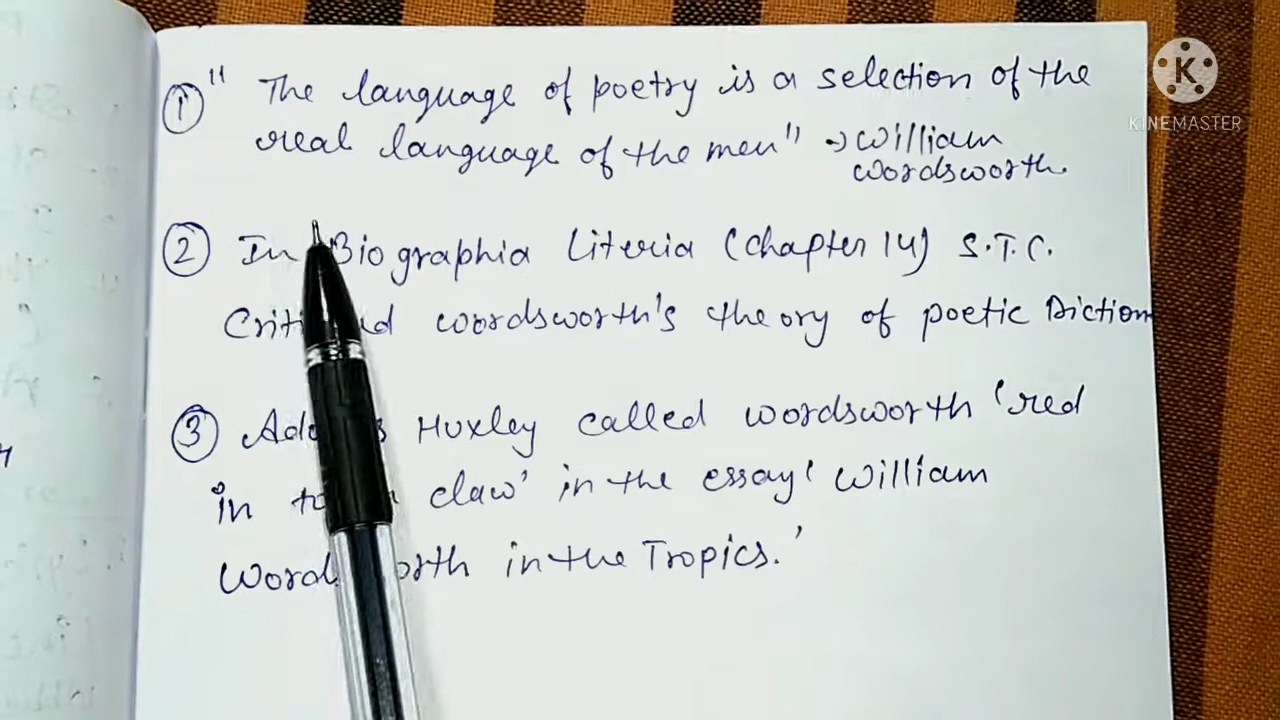 ① " The language of poetry is a selection of the
real language of the men" → William
wordsworth.
② In Biographia Literia (Chapter 14) S.T.C.
wordsworth's theory of poetic Diction
③ Huxley called wordsworth 'red
in claw' in the essay 'William
in the Tropics.'
K
KINEMASTER